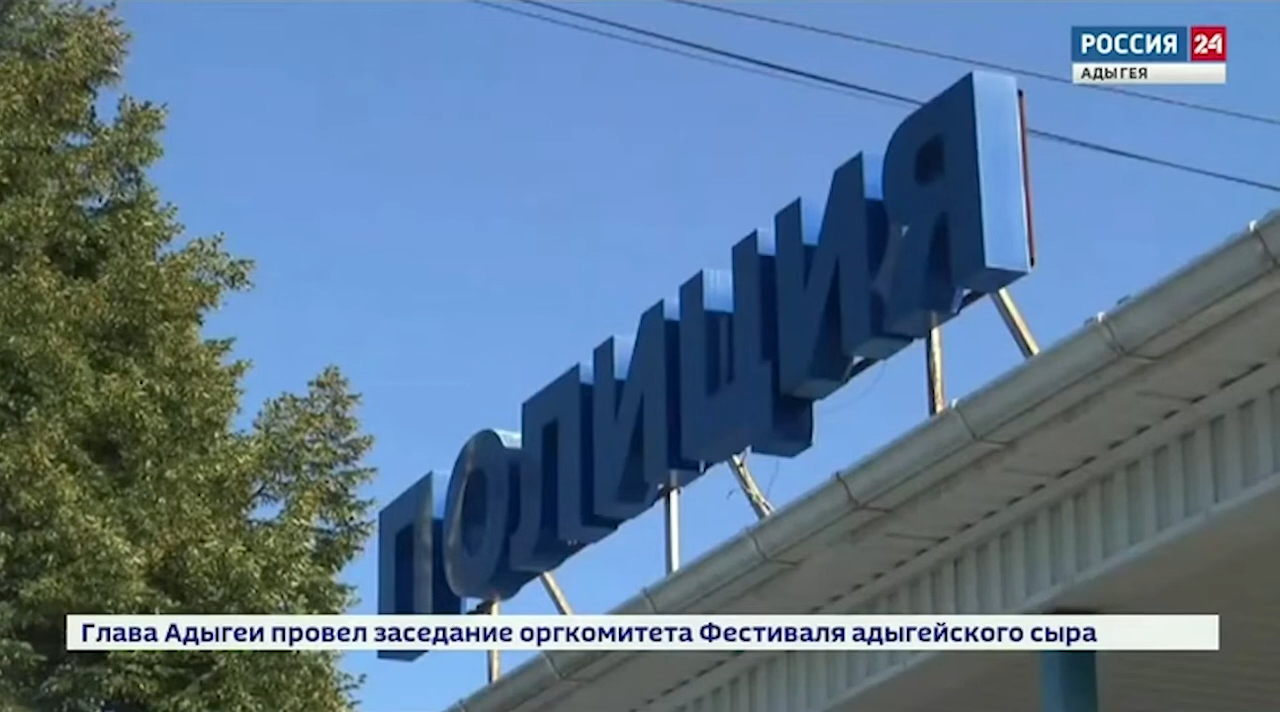 РОССИЯ 24
АДЫГЕЯ
ПОЛИЦИЯ
Глава Адыгеи провел заседание оргкомитета Фестиваля адыгейского сыра